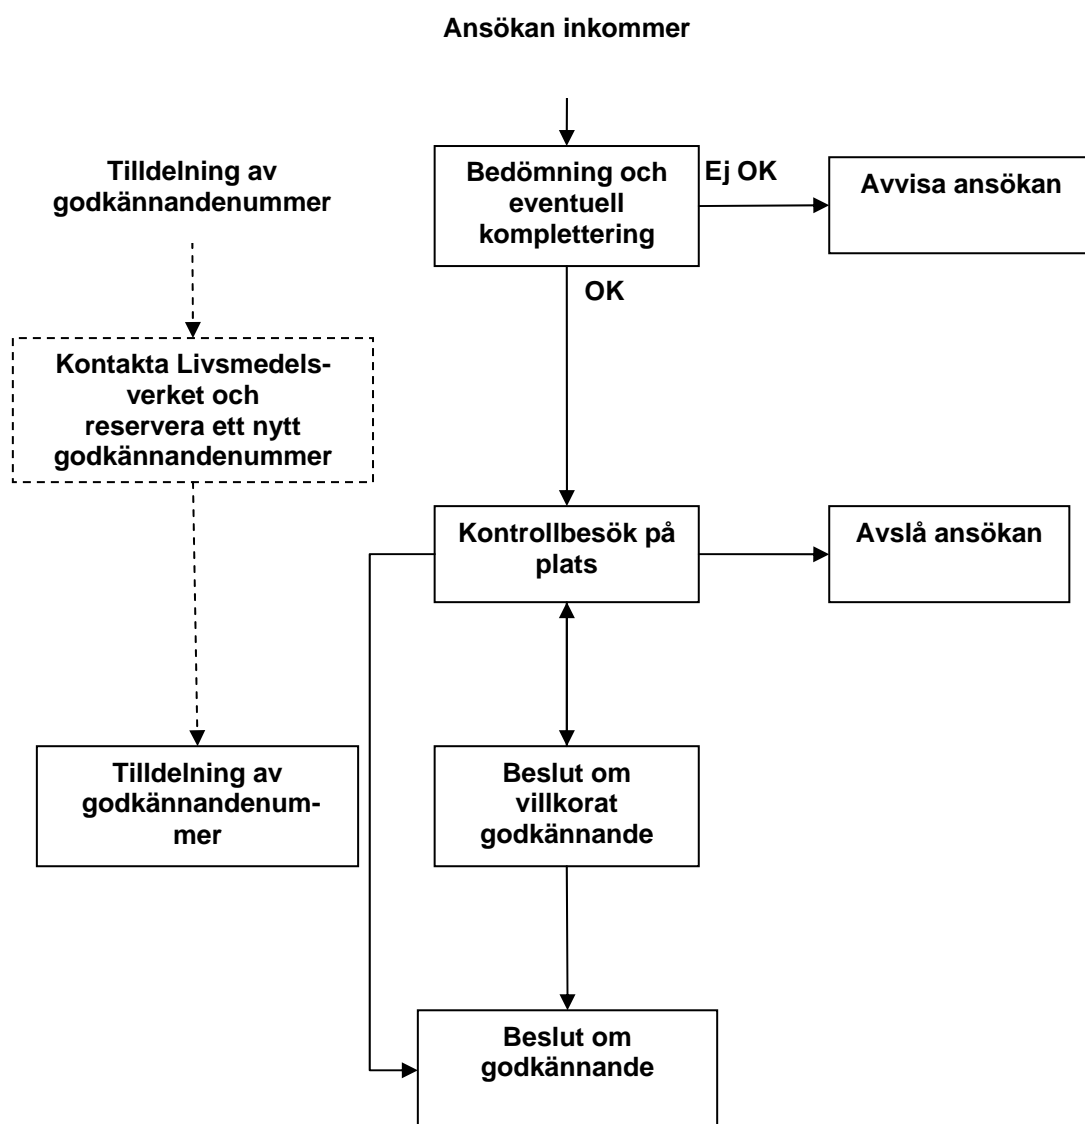 Ansökan inkommer
Tilldelning av
godkännandenummer
Bedömning och
eventuell
komplettering
Ej OK
Avvisa ansökan
OK
Kontakta Livsmedels-
verket och
reservera ett nytt
godkännandenummer
Kontrollbesök på
plats
Avslå ansökan
Tilldelning av
godkännandenum-
mer
Beslut om
villkorat
godkännande
Beslut om
godkännande